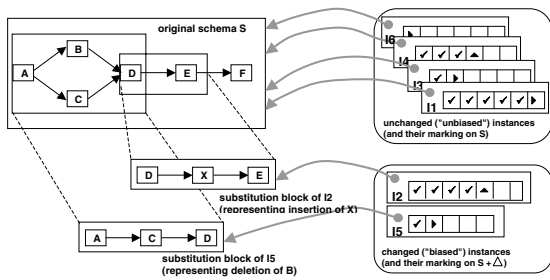 original schema S
A
B
C
D
E
F
I6
I4
I3
I1
unchanged ("unbiased") instances
(and their marking on S)
D
X
E
substitution block of I2
(representing insertion of X)
I2
I5
A
C
D
substitution block of I5
(representing deletion of B)
changed ("biased") instances
(and their marking on S + Δ)